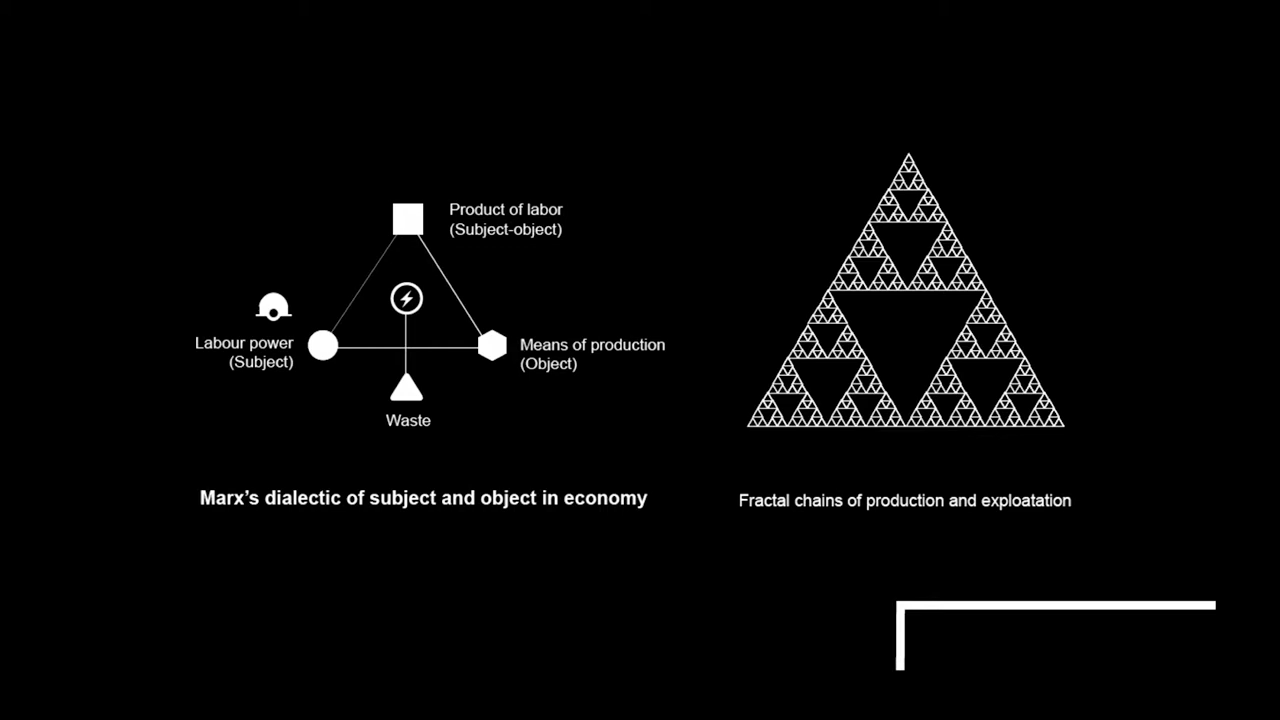 Product of labor
(Subject-object)
Labour power
(Subject)
Means of production
(Object)
Waste
Marx's dialectic of subject and object in economy
Fractal chains of production and exploatation